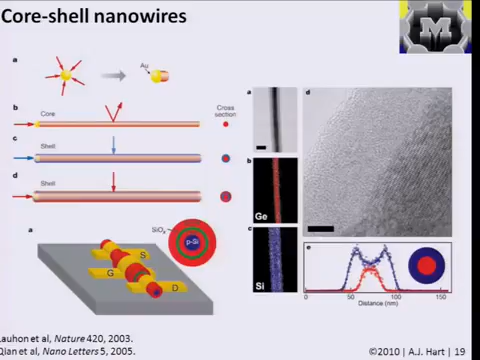 Core-shell nanowires
M
a
Au
b
Core
Cross
section
c
Shell
d
Shell
a
SiOx
p-Si
S
G
D
a
b
Ge
c
Si
d
e
0 50 100 150
Distance (nm)
Lauhon et al, Nature 420, 2003.
Qian et al, Nano Letters 5, 2005.
©2010 | A.J. Hart | 19